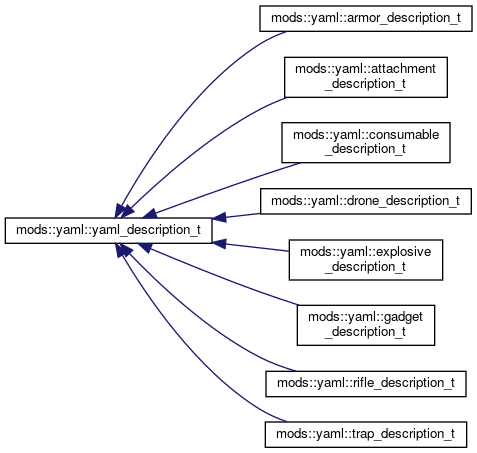 mods::yaml::armor_description_t
mods::yaml::attachment
_description_t
mods::yaml::consumable
_description_t
mods::yaml::drone_description_t
mods::yaml::yaml_description_t
mods::yaml::explosive
_description_t
mods::yaml::gadget
_description_t
mods::yaml::rifle_description_t
mods::yaml::trap_description_t